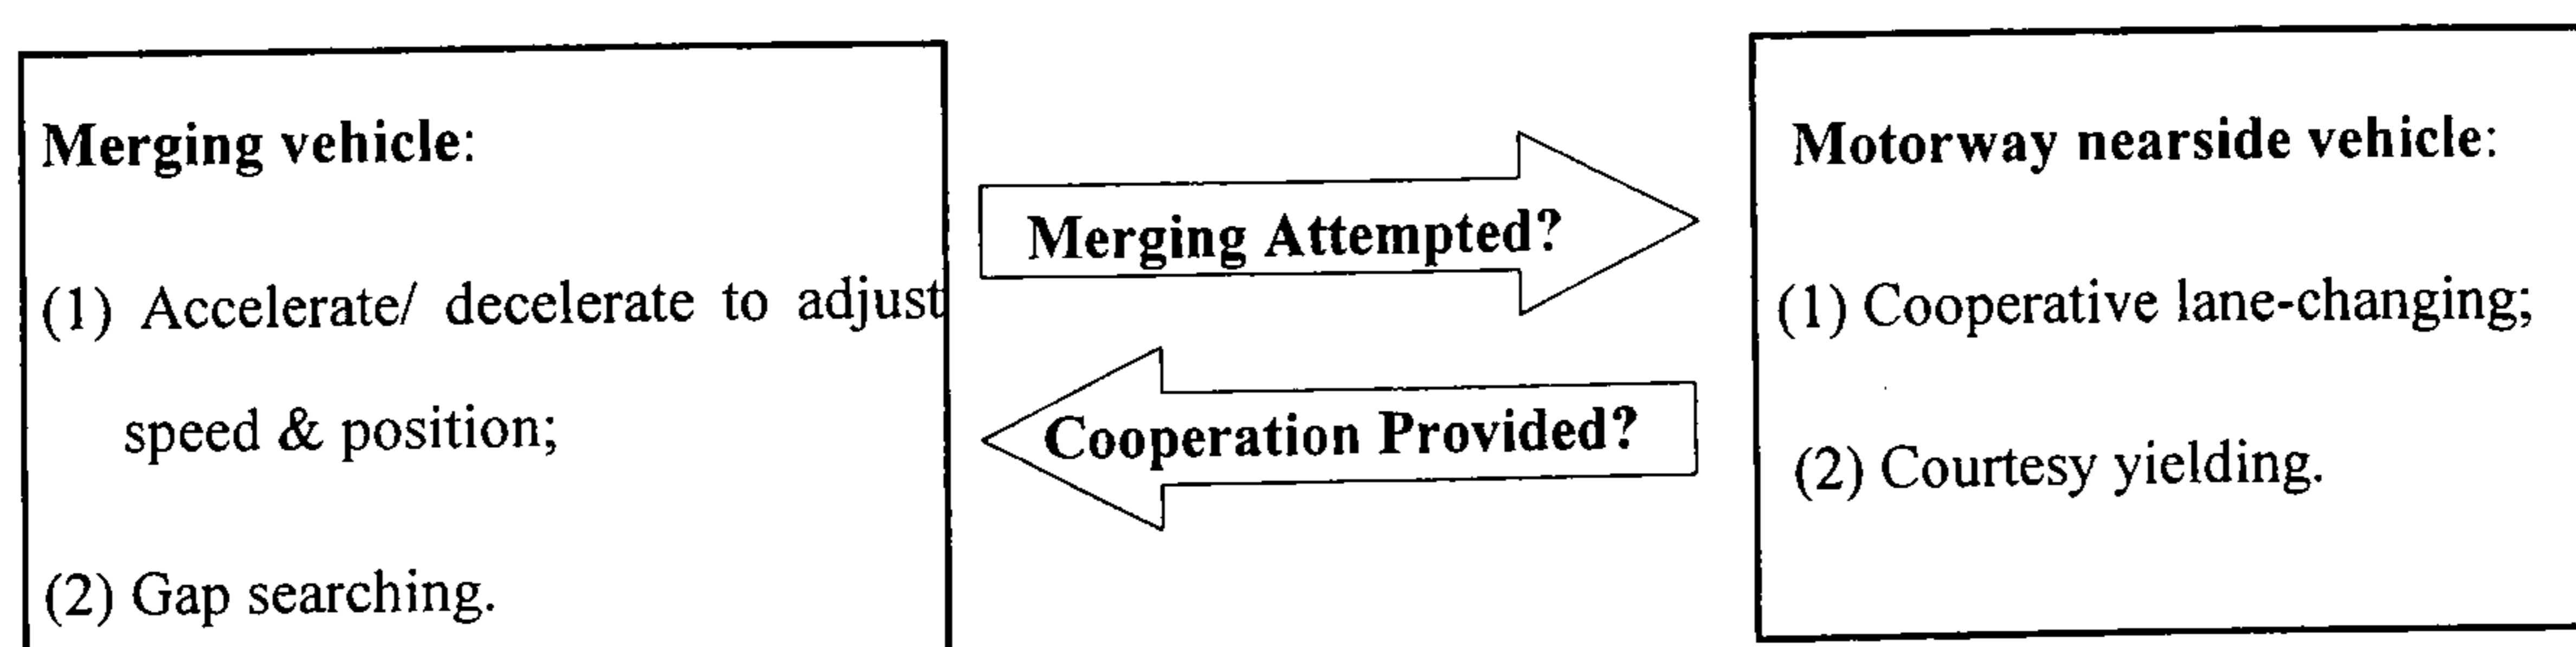 Merging vehicle:
(1) Accelerate/ decelerate to adjust
speed & position;
(2) Gap searching.
Merging Attempted?
Cooperation Provided?
Motorway nearside vehicle:
(1) Cooperative lane-changing;
(2) Courtesy yielding.